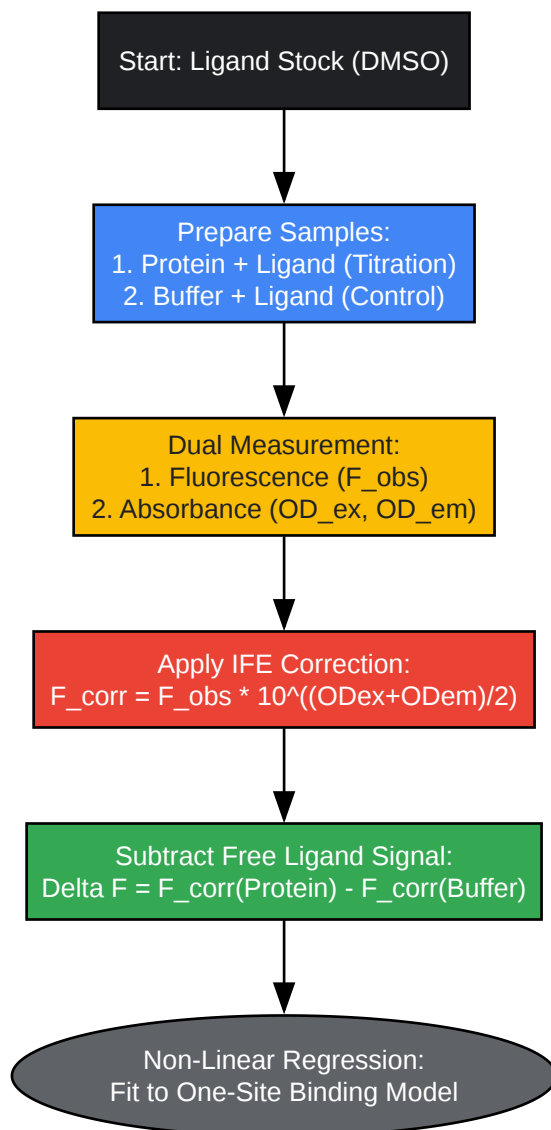 Start: Ligand Stock (DMSO)
Prepare Samples:
1. Protein + Ligand (Titration)
2. Buffer + Ligand (Control)
Dual Measurement:
1. Fluorescence (F_obs)
2. Absorbance (OD_ex, OD_em)
Apply IFE Correction:
F_corr = F_obs * 10^((ODex+ODem)/2)
Subtract Free Ligand Signal:
Delta F = F_corr(Protein) - F_corr(Buffer)
Non-Linear Regression:
Fit to One-Site Binding Model